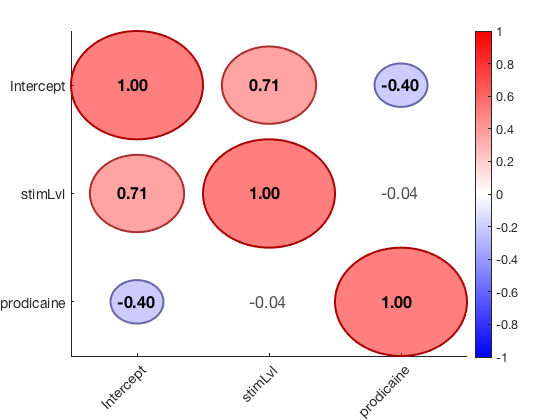 Intercept 1.00 0.71 -0.40
stimLvl 0.71 1.00 -0.04
prodicaine -0.40 -0.04 1.00
Intercept stimLvl prodicaine
1
0.8
0.6
0.4
0.2
0
-0.2
-0.4
-0.6
-0.8
-1